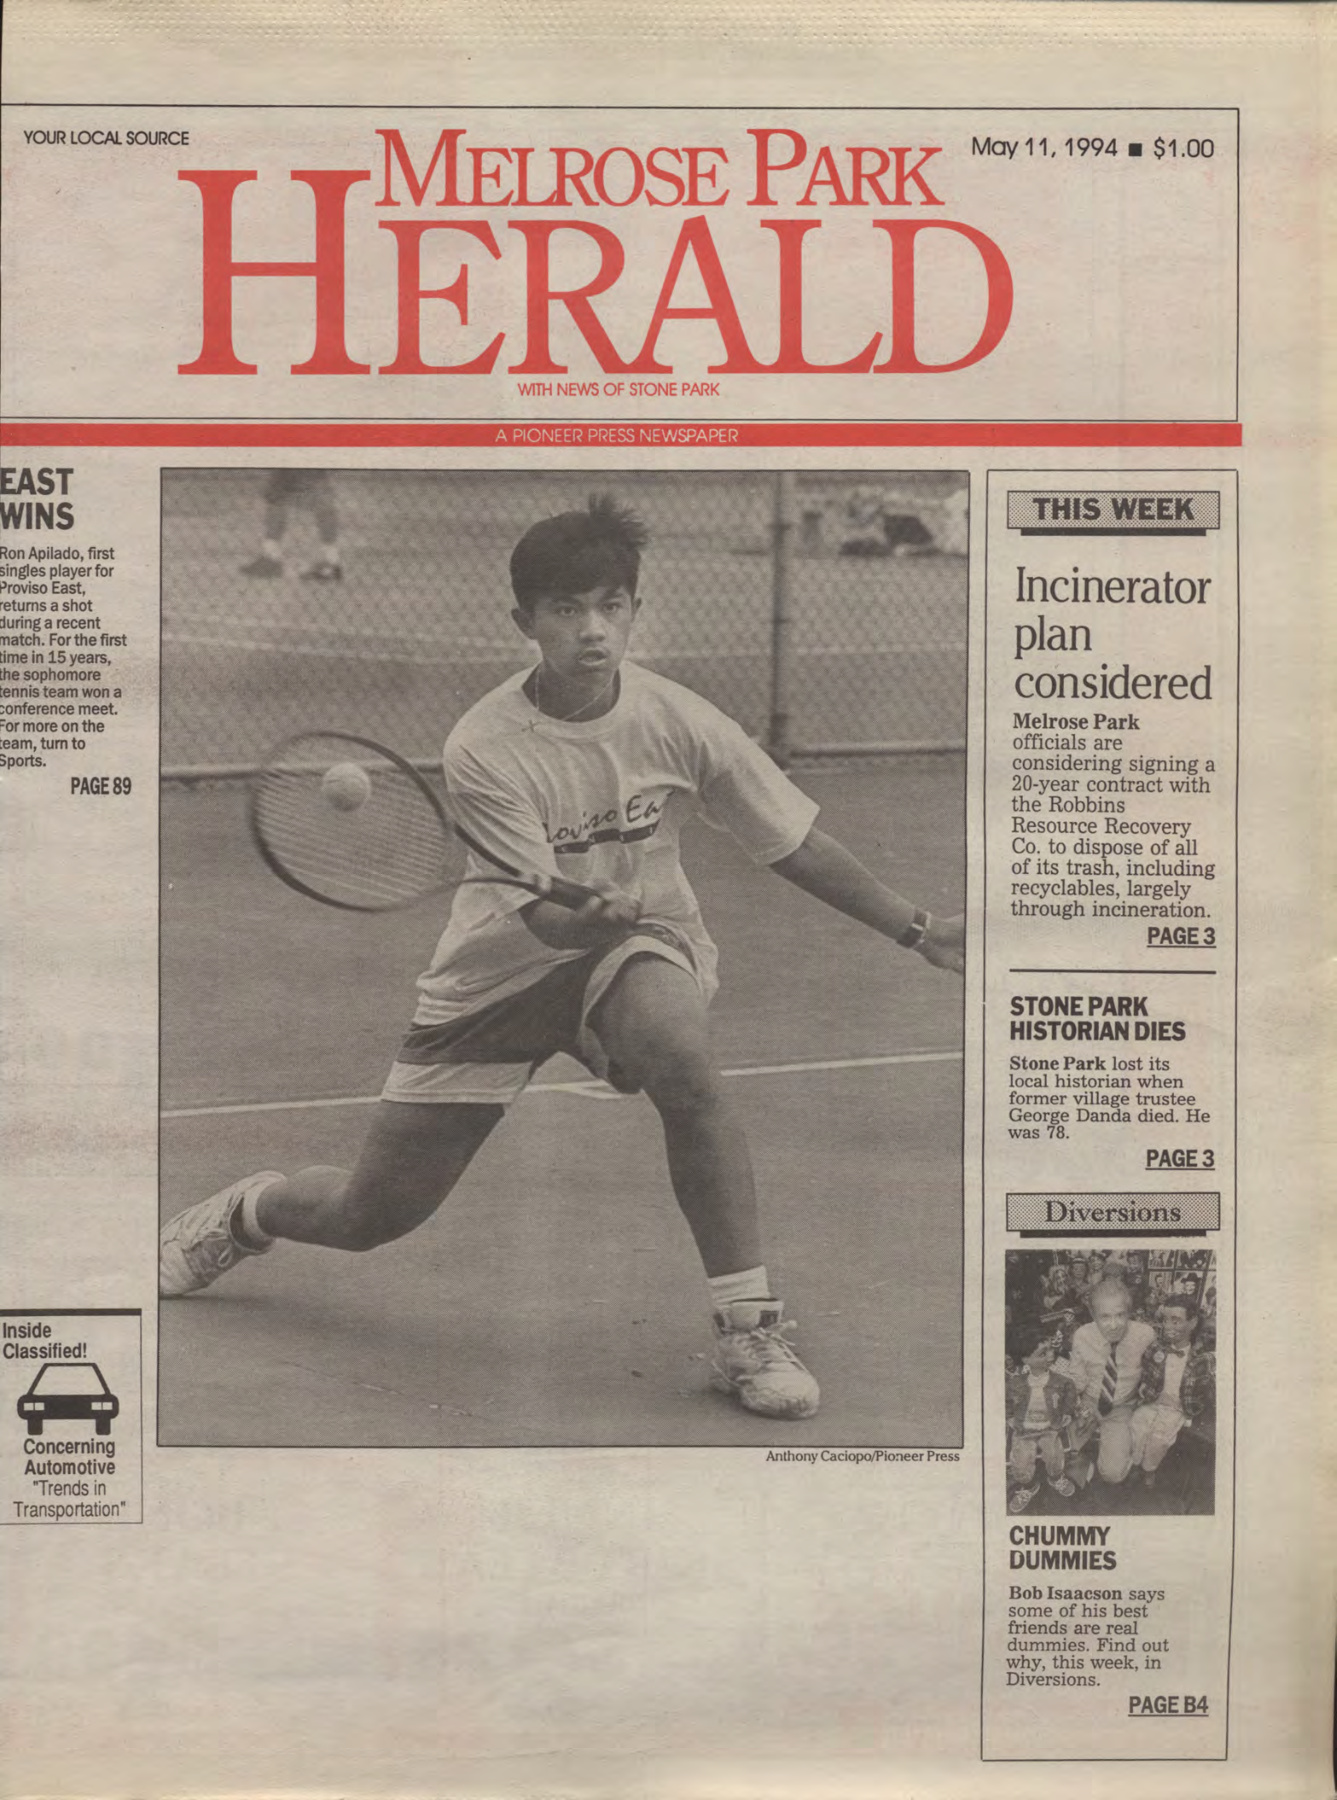 YOUR LOCAL SOURCE
MELROSE PARK
HERALD
May 11, 1994 ■ $1.00
WITH NEWS OF STONE PARK
A PIONEER PRESS NEWSPAPER
EAST
WINS
Ron Apilado, first
singles player for
Proviso East,
returns a shot
during a recent
match. For the first
time in 15 years,
the sophomore
tennis team won a
conference meet.
For more on the
team, turn to
Sports.
PAGE 89
Inside
Classified!
Concerning
Automotive
"Trends in
Transportation"
oviso Ea
Anthony Caciopo/Pioneer Press
THIS WEEK
Incinerator
plan
considered
Melrose Park
officials are
considering signing a
20-year contract with
the Robbins
Resource Recovery
Co. to dispose of all
of its trash, including
recyclables, largely
through incineration.
PAGE 3
STONE PARK
HISTORIAN DIES
Stone Park lost its
local historian when
former village trustee
George Danda died. He
was 78.
PAGE 3
Diversions
CHUMMY
DUMMIES
Bob Isaacson says
some of his best
friends are real
dummies. Find out
why, this week, in
Diversions.
PAGE B4